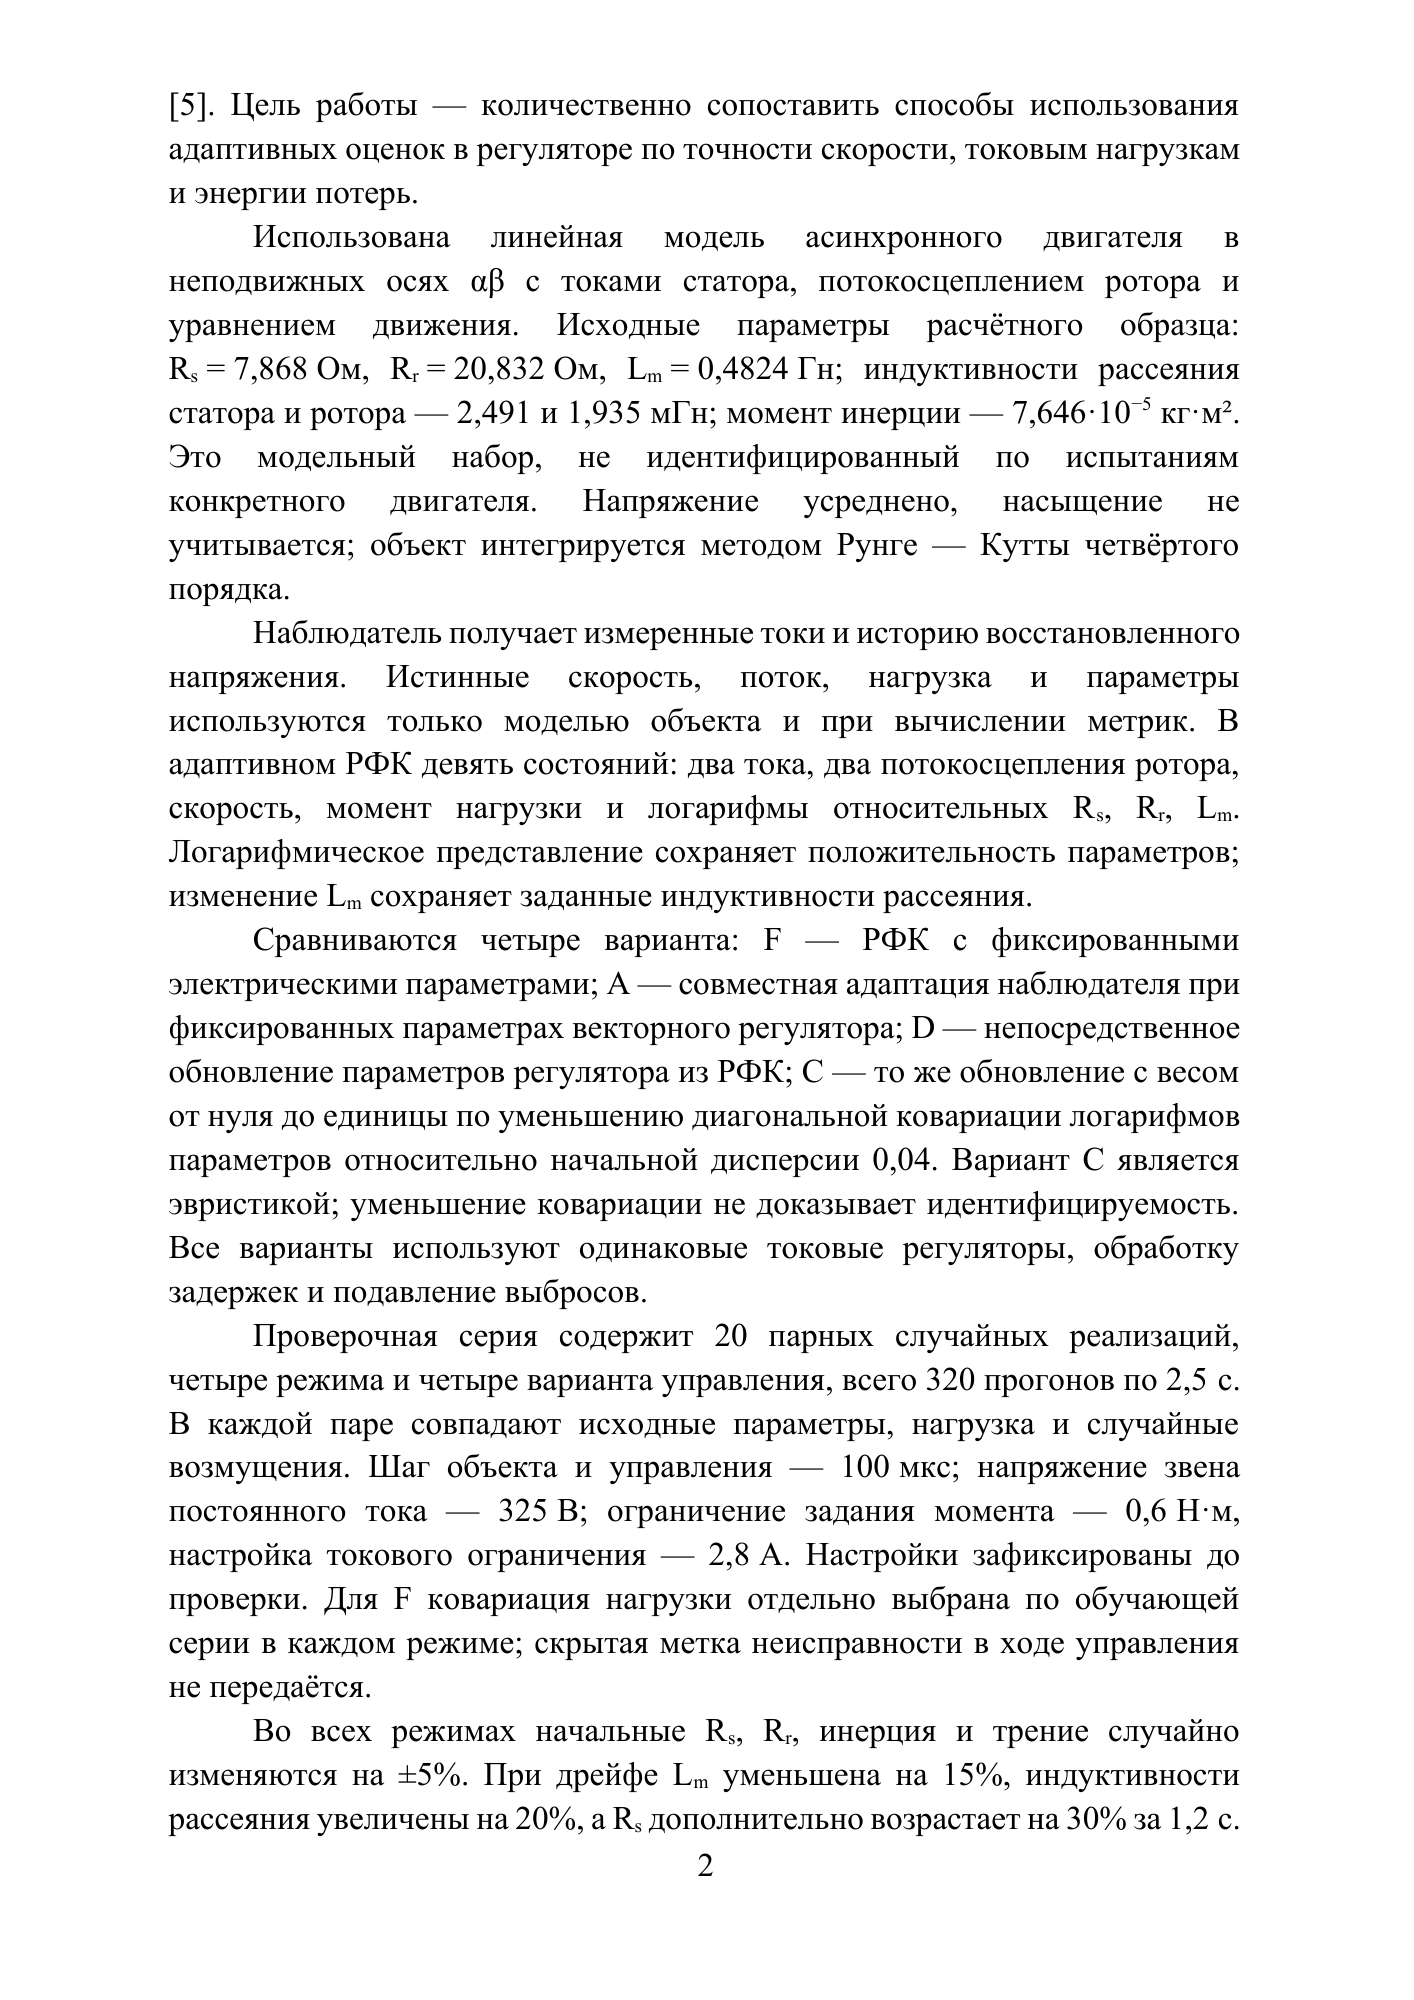 [5]. Цель работы — количественно сопоставить способы использования
адаптивных оценок в регуляторе по точности скорости, токовым нагрузкам
и энергии потерь.
Использована линейная модель асинхронного двигателя в
неподвижных осях αβ с токами статора, потокосцеплением ротора и
уравнением движения. Исходные параметры расчётного образца:
Rₛ = 7,868 Ом, Rᵣ = 20,832 Ом, Lₘ = 0,4824 Гн; индуктивности рассеяния
статора и ротора — 2,491 и 1,935 мГн; момент инерции — 7,646·10⁻⁵ кг·м².
Это модельный набор, не идентифицированный по испытаниям
конкретного двигателя. Напряжение усреднено, насыщение не
учитывается; объект интегрируется методом Рунге — Кутты четвёртого
порядка.
Наблюдатель получает измеренные токи и историю восстановленного
напряжения. Истинные скорость, поток, нагрузка и параметры
используются только моделью объекта и при вычислении метрик. В
адаптивном РФК девять состояний: два тока, два потокосцепления ротора,
скорость, момент нагрузки и логарифмы относительных Rₛ, Rᵣ, Lₘ.
Логарифмическое представление сохраняет положительность параметров;
изменение Lₘ сохраняет заданные индуктивности рассеяния.
Сравниваются четыре варианта: F — РФК с фиксированными
электрическими параметрами; A — совместная адаптация наблюдателя при
фиксированных параметрах векторного регулятора; D — непосредственное
обновление параметров регулятора из РФК; C — то же обновление с весом
от нуля до единицы по уменьшению диагональной ковариации логарифмов
параметров относительно начальной дисперсии 0,04. Вариант C является
эвристикой; уменьшение ковариации не доказывает идентифицируемость.
Все варианты используют одинаковые токовые регуляторы, обработку
задержек и подавление выбросов.
Проверочная серия содержит 20 парных случайных реализаций,
четыре режима и четыре варианта управления, всего 320 прогонов по 2,5 с.
В каждой паре совпадают исходные параметры, нагрузка и случайные
возмущения. Шаг объекта и управления — 100 мкс; напряжение звена
постоянного тока — 325 В; ограничение задания момента — 0,6 Н·м,
настройка токового ограничения — 2,8 А. Настройки зафиксированы до
проверки. Для F ковариация нагрузки отдельно выбрана по обучающей
серии в каждом режиме; скрытая метка неисправности в ходе управления
не передаётся.
Во всех режимах начальные Rₛ, Rᵣ, инерция и трение случайно
изменяются на ±5%. При дрейфе Lₘ уменьшена на 15%, индуктивности
рассеяния увеличены на 20%, а Rₛ дополнительно возрастает на 30% за 1,2 с.
2